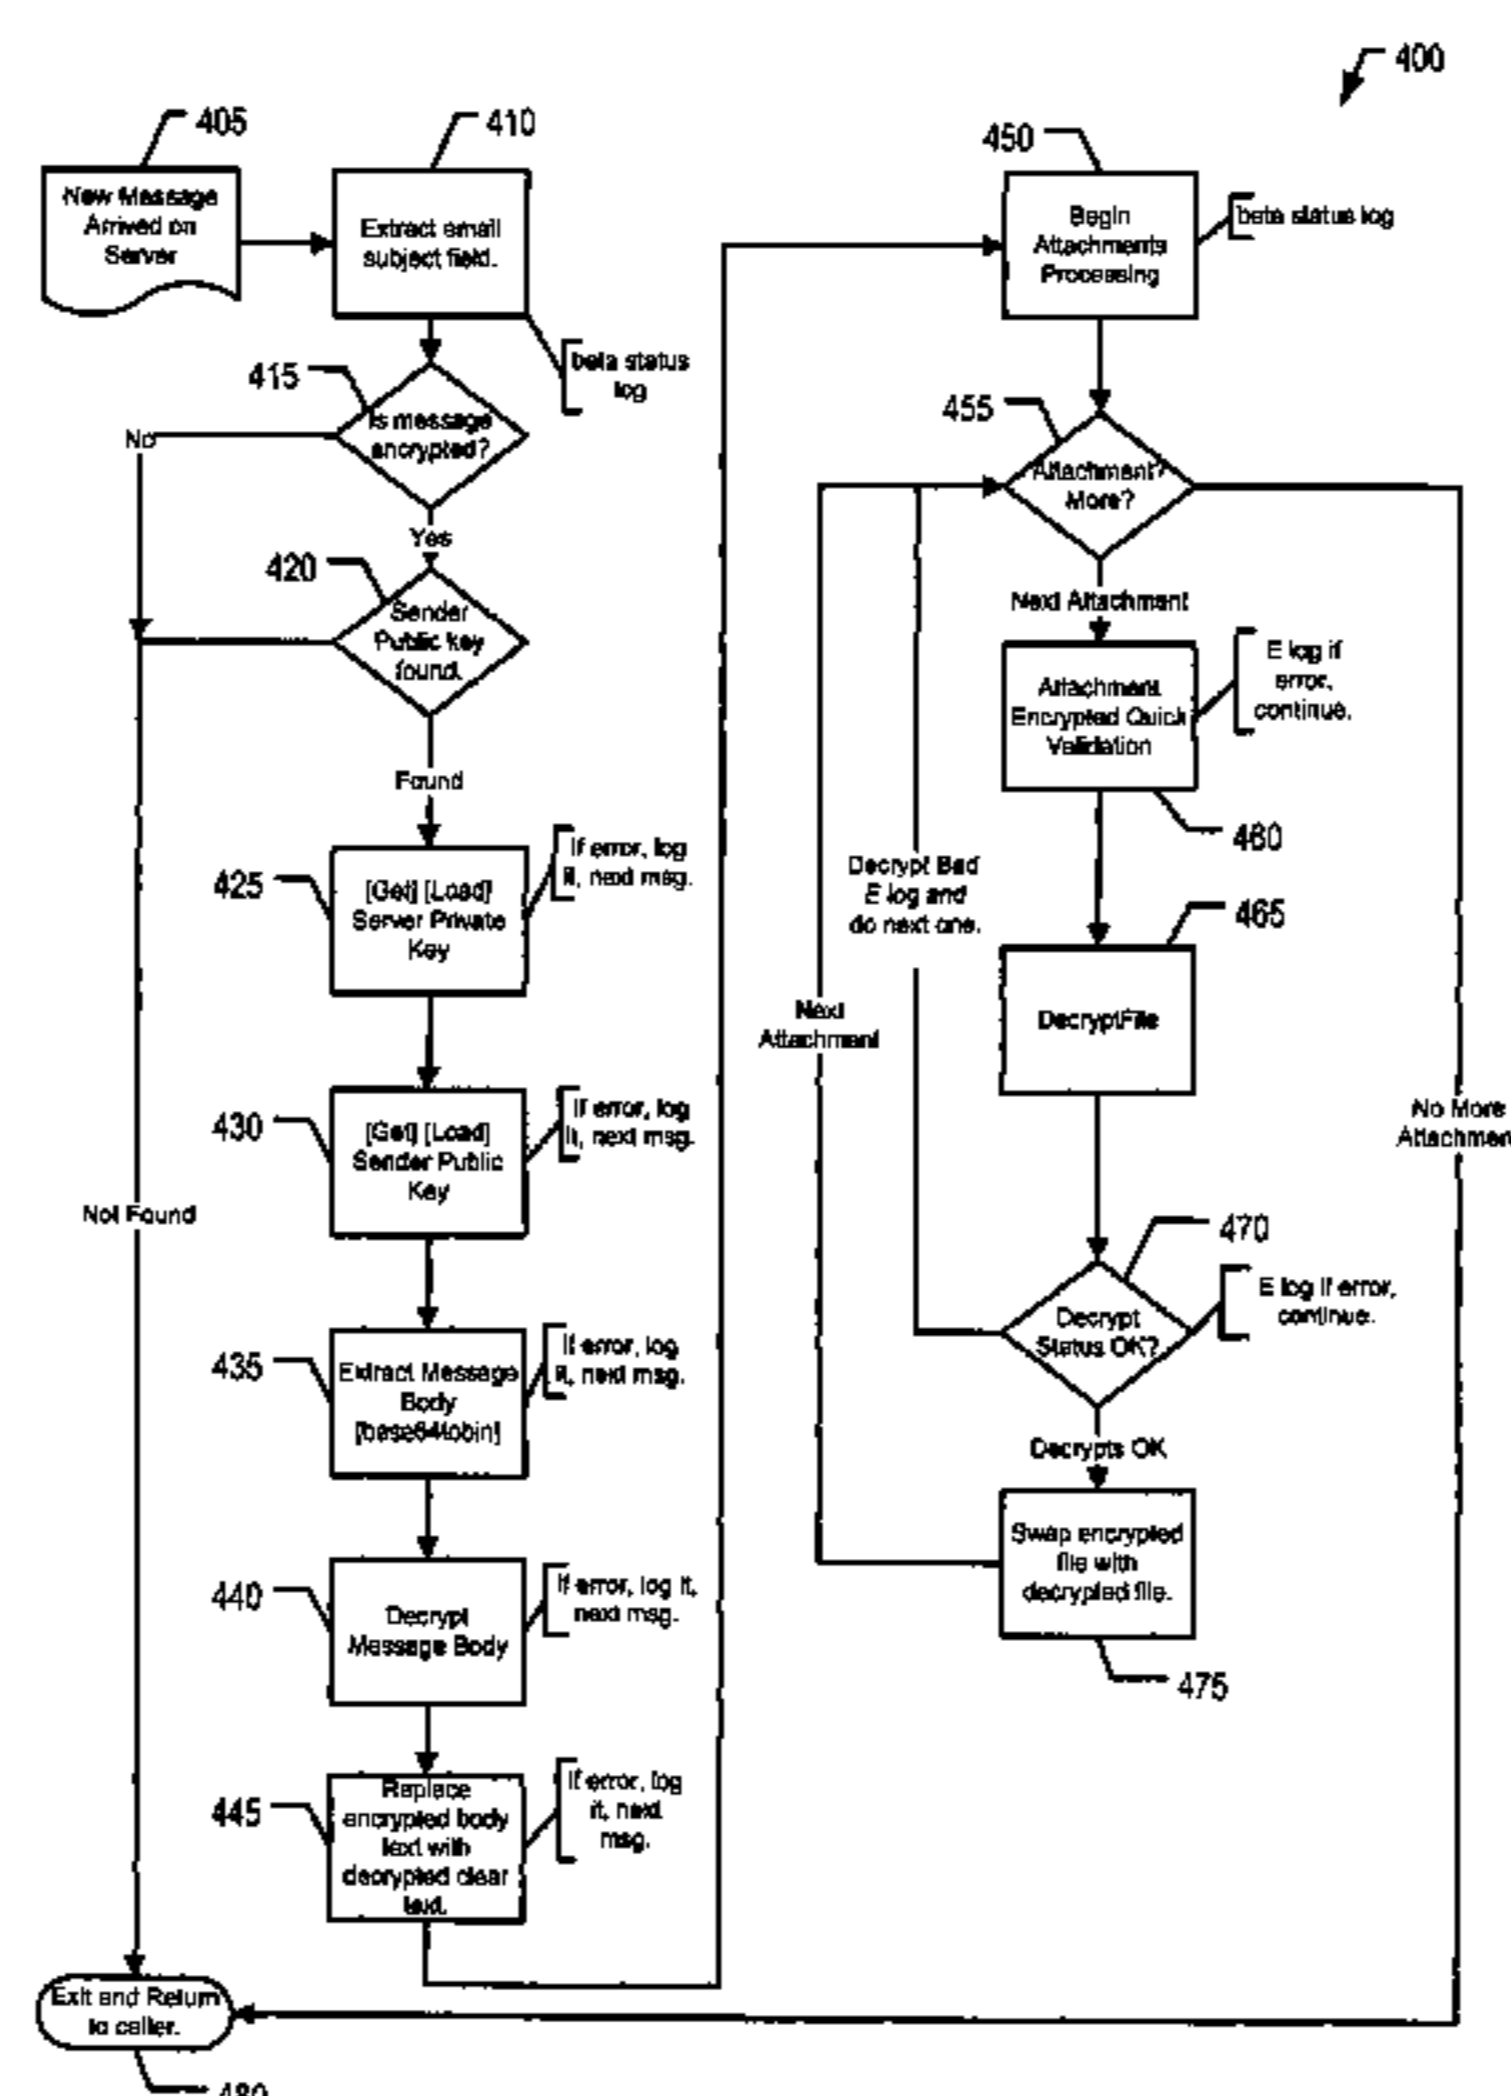 400
405
New Message
Arrived on
Server
410
Extract email
subject field.
beta status
log
415
Is message
encrypted?
No
Yes
420
Sender
Public key
found.
Found
Not Found
425
[Get] [Load]
Server Private
Key
If error, log
it, next msg.
430
[Get] [Load]
Sender Public
Key
If error, log
it, next msg.
435
Extract Message
Body
[base64tobin]
If error, log
it, next msg.
440
Decrypt
Message Body
If error, log it,
next msg.
445
Replace
encrypted body
text with
decrypted clear
text.
If error, log
it, next
msg.
Exit and Return
to caller.
480
450
Begin
Attachments
Processing
beta status log
455
Attachment?
More?
Next Attachment
Attachment
Encrypted Quick
Validation
E log if
error,
continue.
460
465
DecryptFile
Decrypt Bad
E log and
do next one.
Next
Attachment
No More
Attachment
470
Decrypt
Status OK?
E log if error,
continue.
Decrypts OK
Swap encrypted
file with
decrypted file.
475